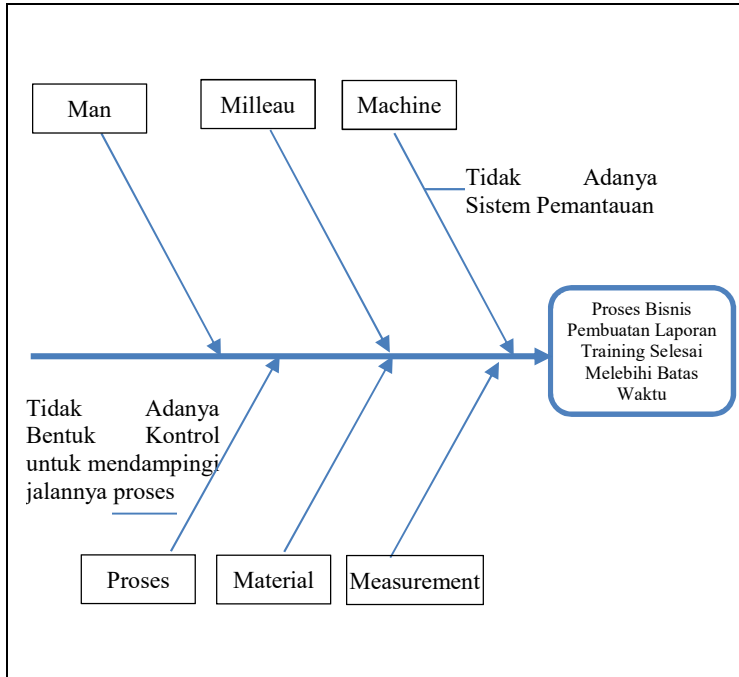 Man
Milleau
Machine
Tidak Adanya
Sistem Pemantauan
Proses Bisnis
Pembuatan Laporan
Training Selesai
Melebihi Batas
Waktu
Tidak Adanya
Bentuk Kontrol
untuk mendampingi
jalannya proses
Proses
Material
Measurement